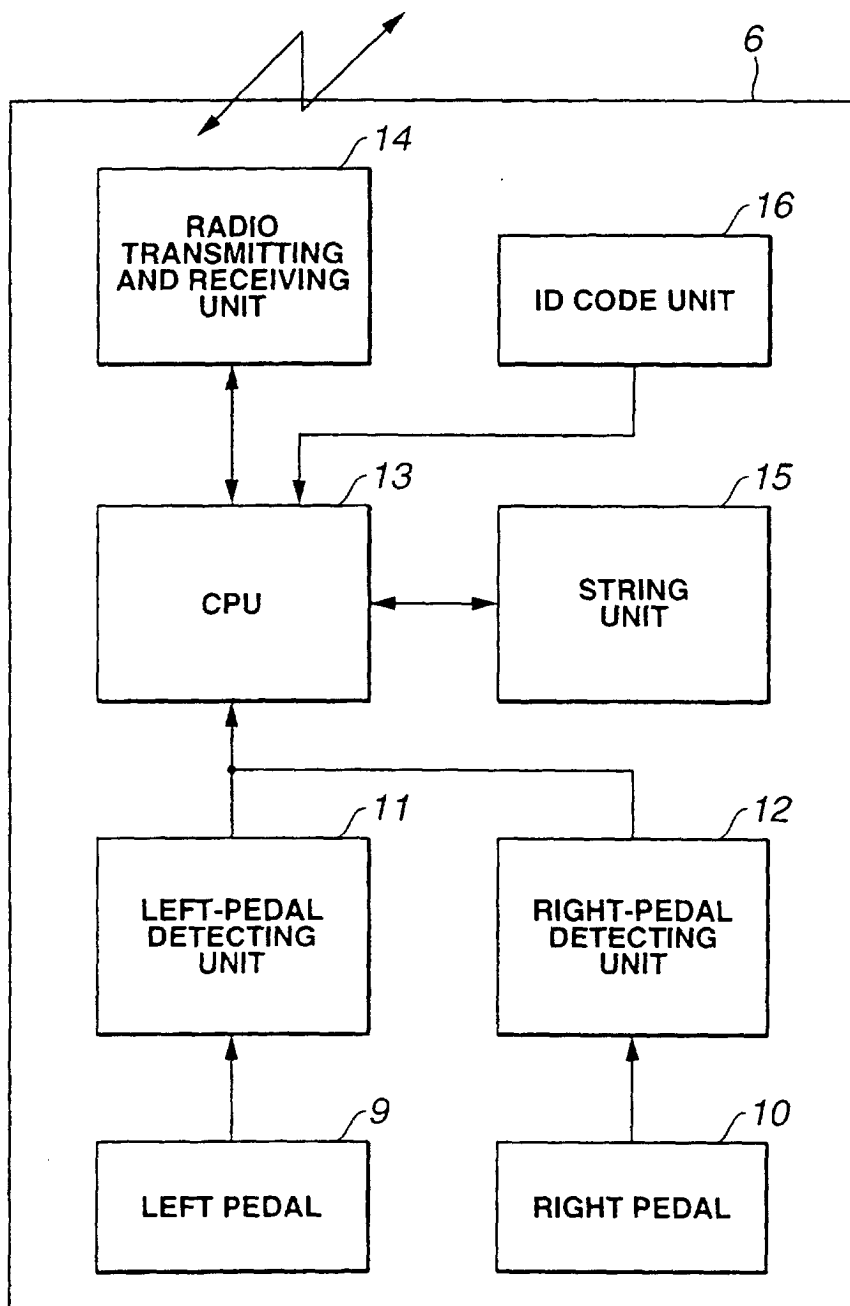 6
14
RADIO
TRANSMITTING
AND RECEIVING
UNIT
16
ID CODE UNIT
13
CPU
15
STRING
UNIT
11
LEFT-PEDAL
DETECTING
UNIT
12
RIGHT-PEDAL
DETECTING
UNIT
9
LEFT PEDAL
10
RIGHT PEDAL